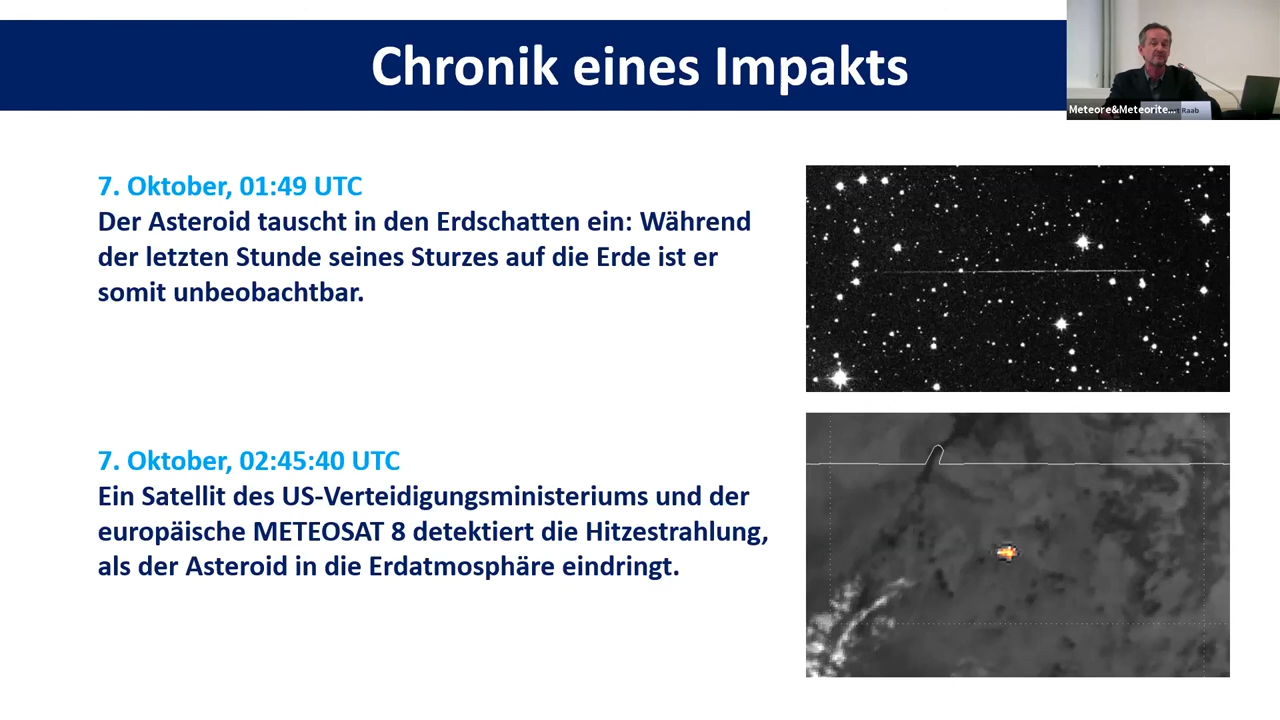 Chronik eines Impakts
Meteore&Meteorite...
Raab
7. Oktober, 01:49 UTC
Der Asteroid tauscht in den Erdschatten ein: Während
der letzten Stunde seines Sturzes auf die Erde ist er
somit unbeobachtbar.
7. Oktober, 02:45:40 UTC
Ein Satellit des US-Verteidigungsministeriums und der
europäische METEOSAT 8 detektiert die Hitzestrahlung,
als der Asteroid in die Erdatmosphäre eindringt.